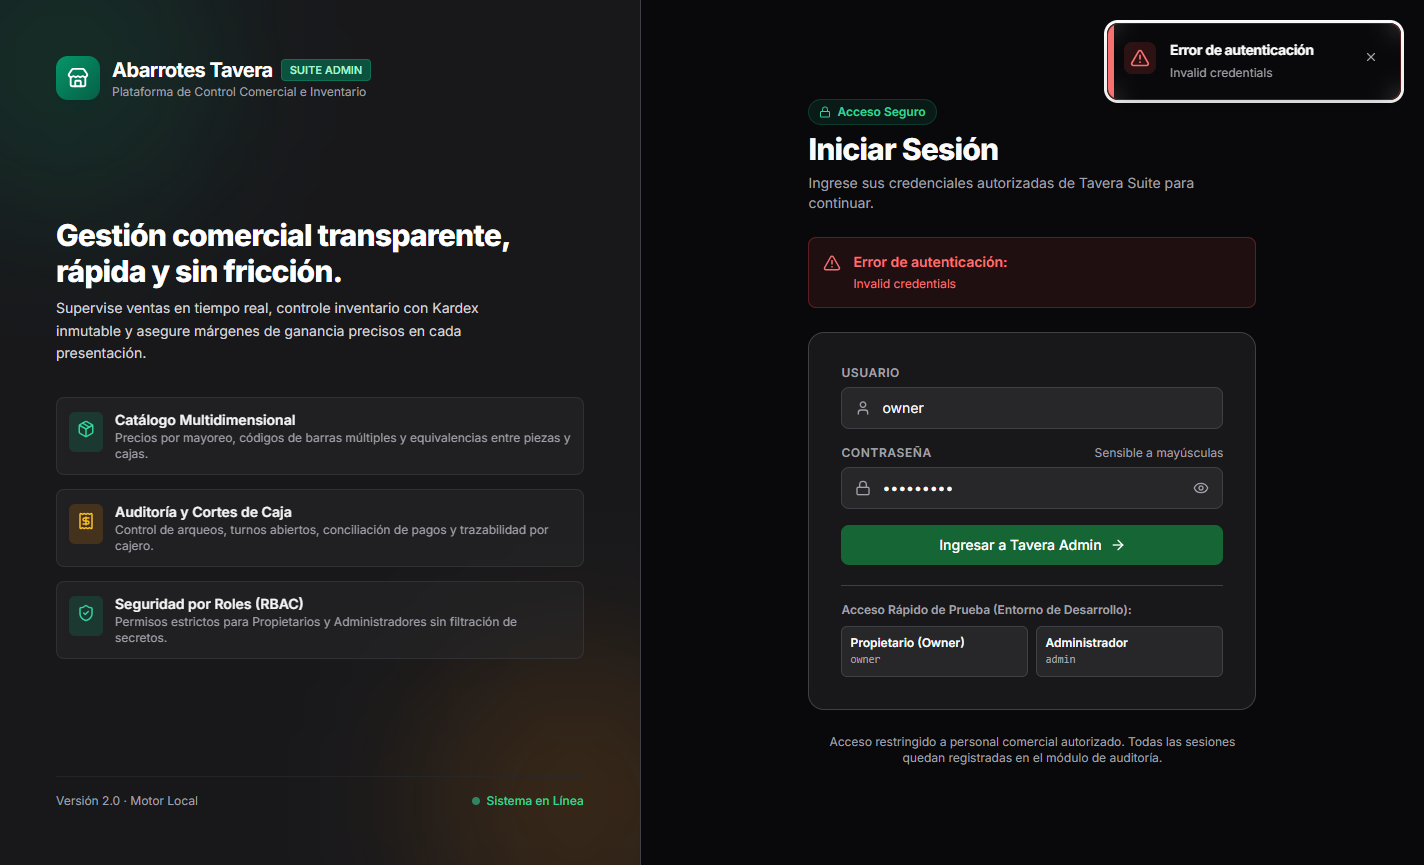 Abarrotes Tavera SUITE ADMIN
Plataforma de Control Comercial e Inventario
Gestión comercial transparente,
rápida y sin fricción.
Supervise ventas en tiempo real, controle inventario con Kardex
inmutable y asegure márgenes de ganancia precisos en cada
presentación.
Catálogo Multidimensional
Precios por mayoreo, códigos de barras múltiples y equivalencias entre piezas y
cajas.
Auditoría y Cortes de Caja
Control de arqueos, turnos abiertos, conciliación de pagos y trazabilidad por
cajero.
Seguridad por Roles (RBAC)
Permisos estrictos para Propietarios y Administradores sin filtración de
secretos.
Versión 2.0 · Motor Local
Sistema en Línea
Error de autenticación
Invalid credentials
Acceso Seguro
Iniciar Sesión
Ingrese sus credenciales autorizadas de Tavera Suite para
continuar.
Error de autenticación:
Invalid credentials
USUARIO
owner
CONTRASEÑA Sensible a mayúsculas
•••••••••
Ingresar a Tavera Admin →
Acceso Rápido de Prueba (Entorno de Desarrollo):
Propietario (Owner)
owner
Administrador
admin
Acceso restringido a personal comercial autorizado. Todas las sesiones
quedan registradas en el módulo de auditoría.